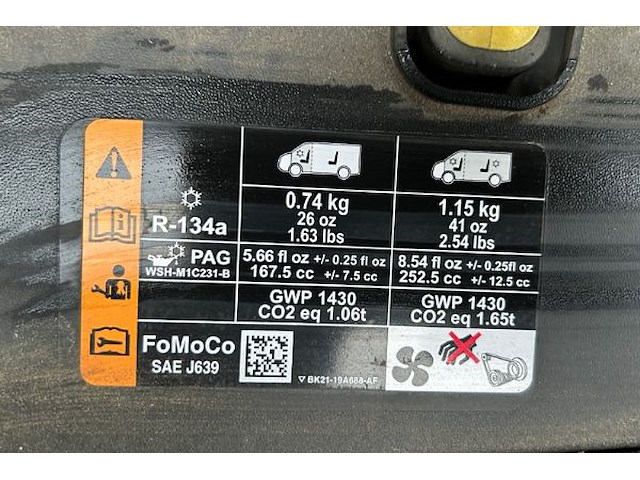 0.74 kg
26 oz
1.63 lbs
1.15 kg
41 oz
2.54 lbs
R-134a
PAG
WSH-M1C231-B
5.66 fl oz +/- 0.25 fl oz
167.5 cc +/- 7.5 cc
8.54 fl oz +/- 0.25fl oz
252.5 cc +/- 12.5 cc
GWP 1430
CO2 eq 1.06t
GWP 1430
CO2 eq 1.65t
FoMoCo
SAE J639
BK21-19A688-AF